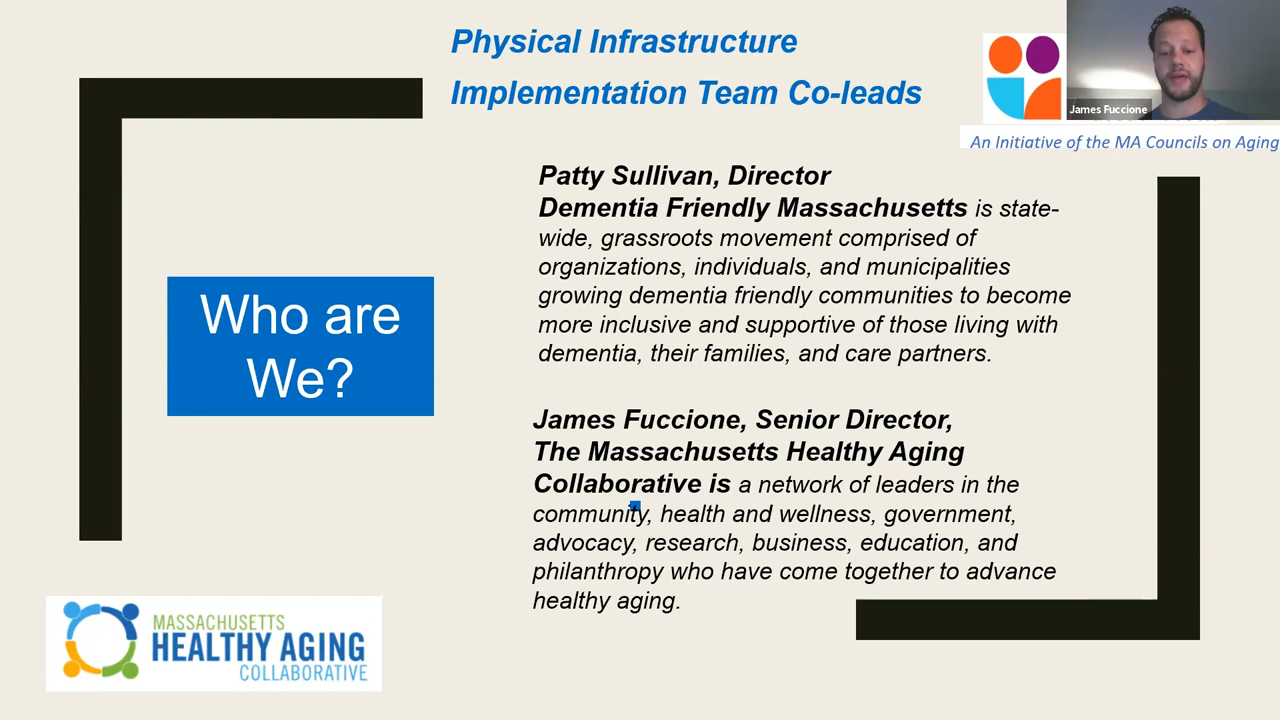 Physical Infrastructure
Implementation Team Co-leads
James Fuccione
An Initiative of the MA Councils on Aging
Patty Sullivan, Director
Dementia Friendly Massachusetts is state-
wide, grassroots movement comprised of
organizations, individuals, and municipalities
growing dementia friendly communities to become
more inclusive and supportive of those living with
dementia, their families, and care partners.
Who are
We?
James Fuccione, Senior Director,
The Massachusetts Healthy Aging
Collaborative is a network of leaders in the
community, health and wellness, government,
advocacy, research, business, education, and
philanthropy who have come together to advance
healthy aging.
MASSACHUSETTS
HEALTHY AGING
COLLABORATIVE